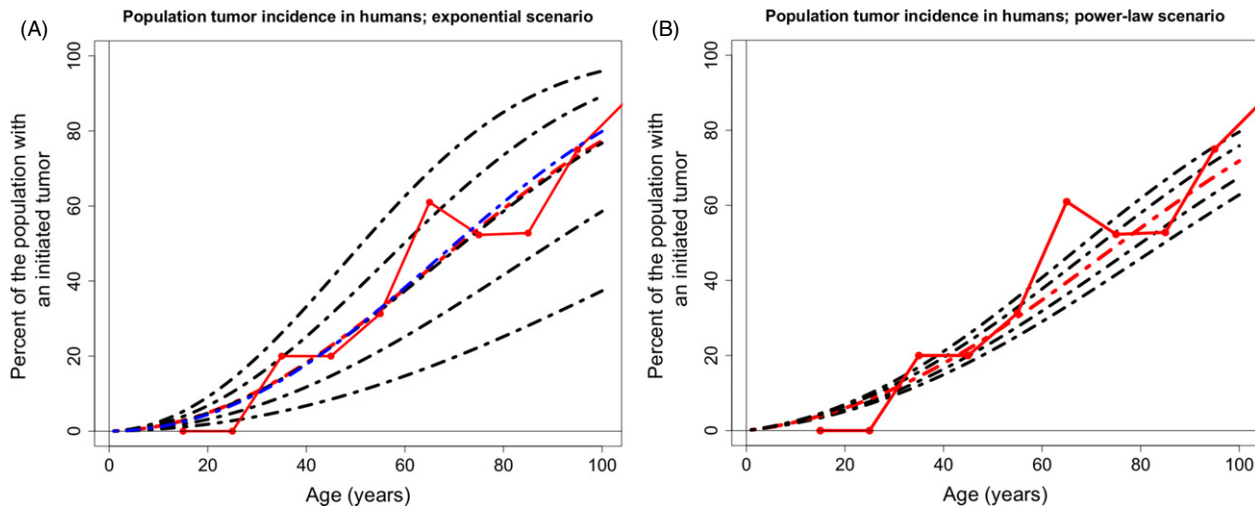 (A)
Population tumor incidence in humans; exponential scenario
Percent of the population with
an initiated tumor
100
80
60
40
20
0
0 20 40 60 80 100
Age (years)
(B)
Population tumor incidence in humans; power-law scenario
Percent of the population with
an initiated tumor
100
80
60
40
20
0
0 20 40 60 80 100
Age (years)